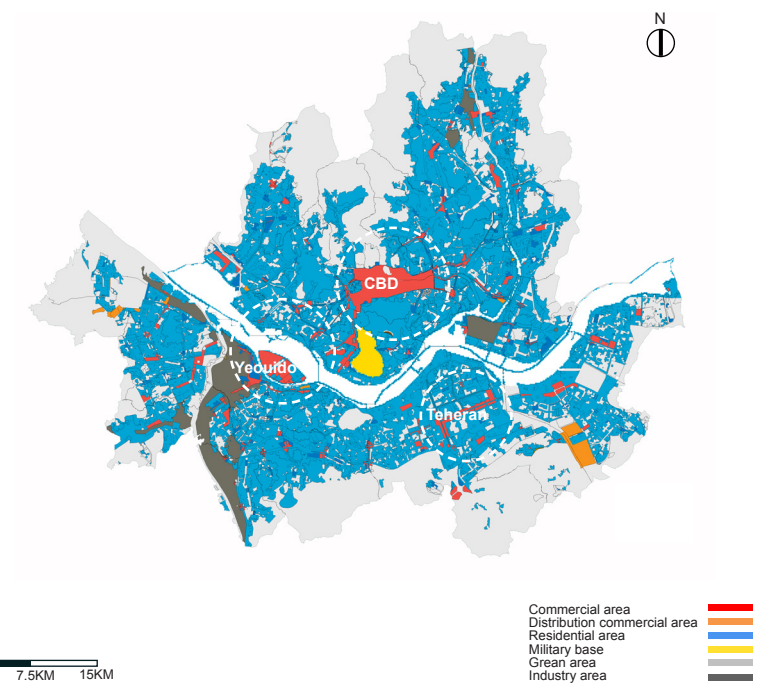 N
CBD
Yeouido
Teheran
Commercial area
Distribution commercial area
Residential area
Military base
Grean area
Industry area
7.5KM 15KM